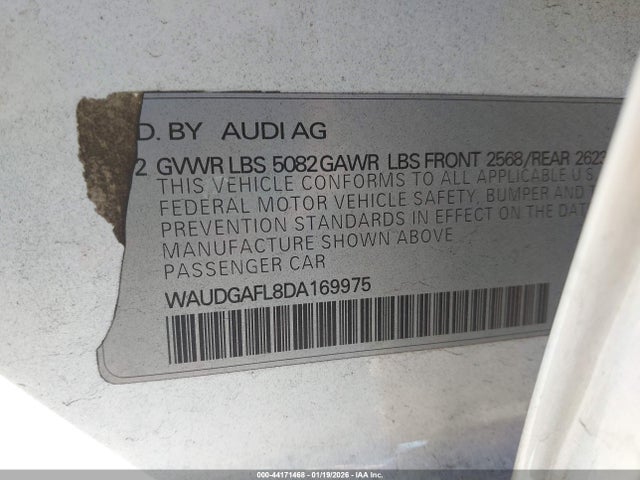 D. BY AUDI AG
2 GVWR LBS 5082 GAWR LBS FRONT 2568/REAR 2623
THIS VEHICLE CONFORMS TO ALL APPLICABLE U.S
FEDERAL MOTOR VEHICLE SAFETY, BUMPER AND T
PREVENTION STANDARDS IN EFFECT ON THE DAT
MANUFACTURE SHOWN ABOVE
PASSENGER CAR
WAUDGAFL8DA169975
000-44171468 - 01/19/2026 - IAA Inc.